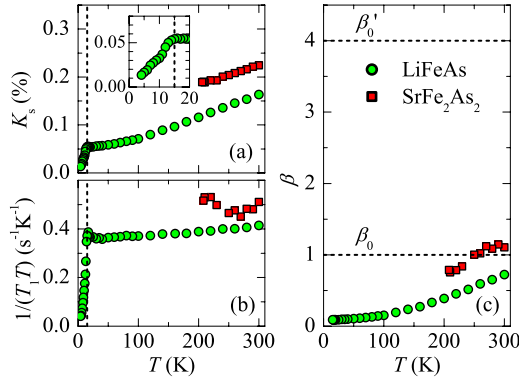 0.3
0.2
0.1
0.0
K_s (%)
0.05
0.00
0
10
20
(a)
0.4
0.2
0.0
1/(T_1T) (s^-1K^-1)
(b)
0
100
200
300
T (K)
4
3
2
1
0
β
β_0'
LiFeAs
SrFe_2As_2
β_0
(c)
0
100
200
300
T (K)